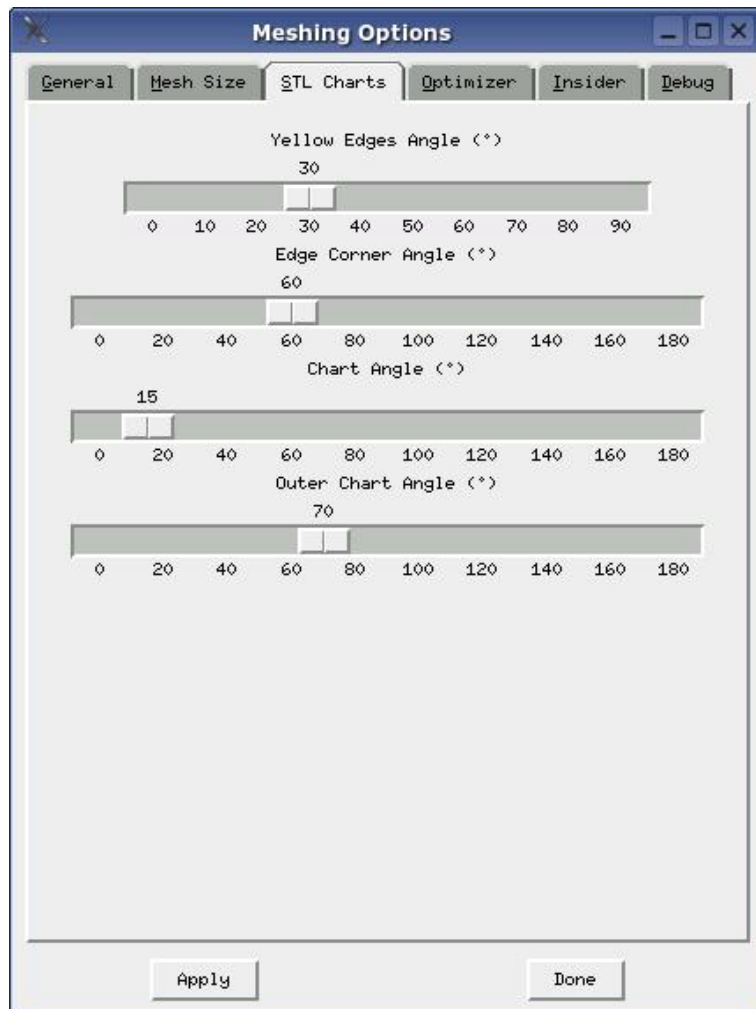 Meshing Options
General Mesh Size STL Charts Optimizer Insider Debug
Yellow Edges Angle (°)
30
0 10 20 30 40 50 60 70 80 90
Edge Corner Angle (°)
60
0 20 40 60 80 100 120 140 160 180
Chart Angle (°)
15
0 20 40 60 80 100 120 140 160 180
Outer Chart Angle (°)
70
0 20 40 60 80 100 120 140 160 180
Apply Done